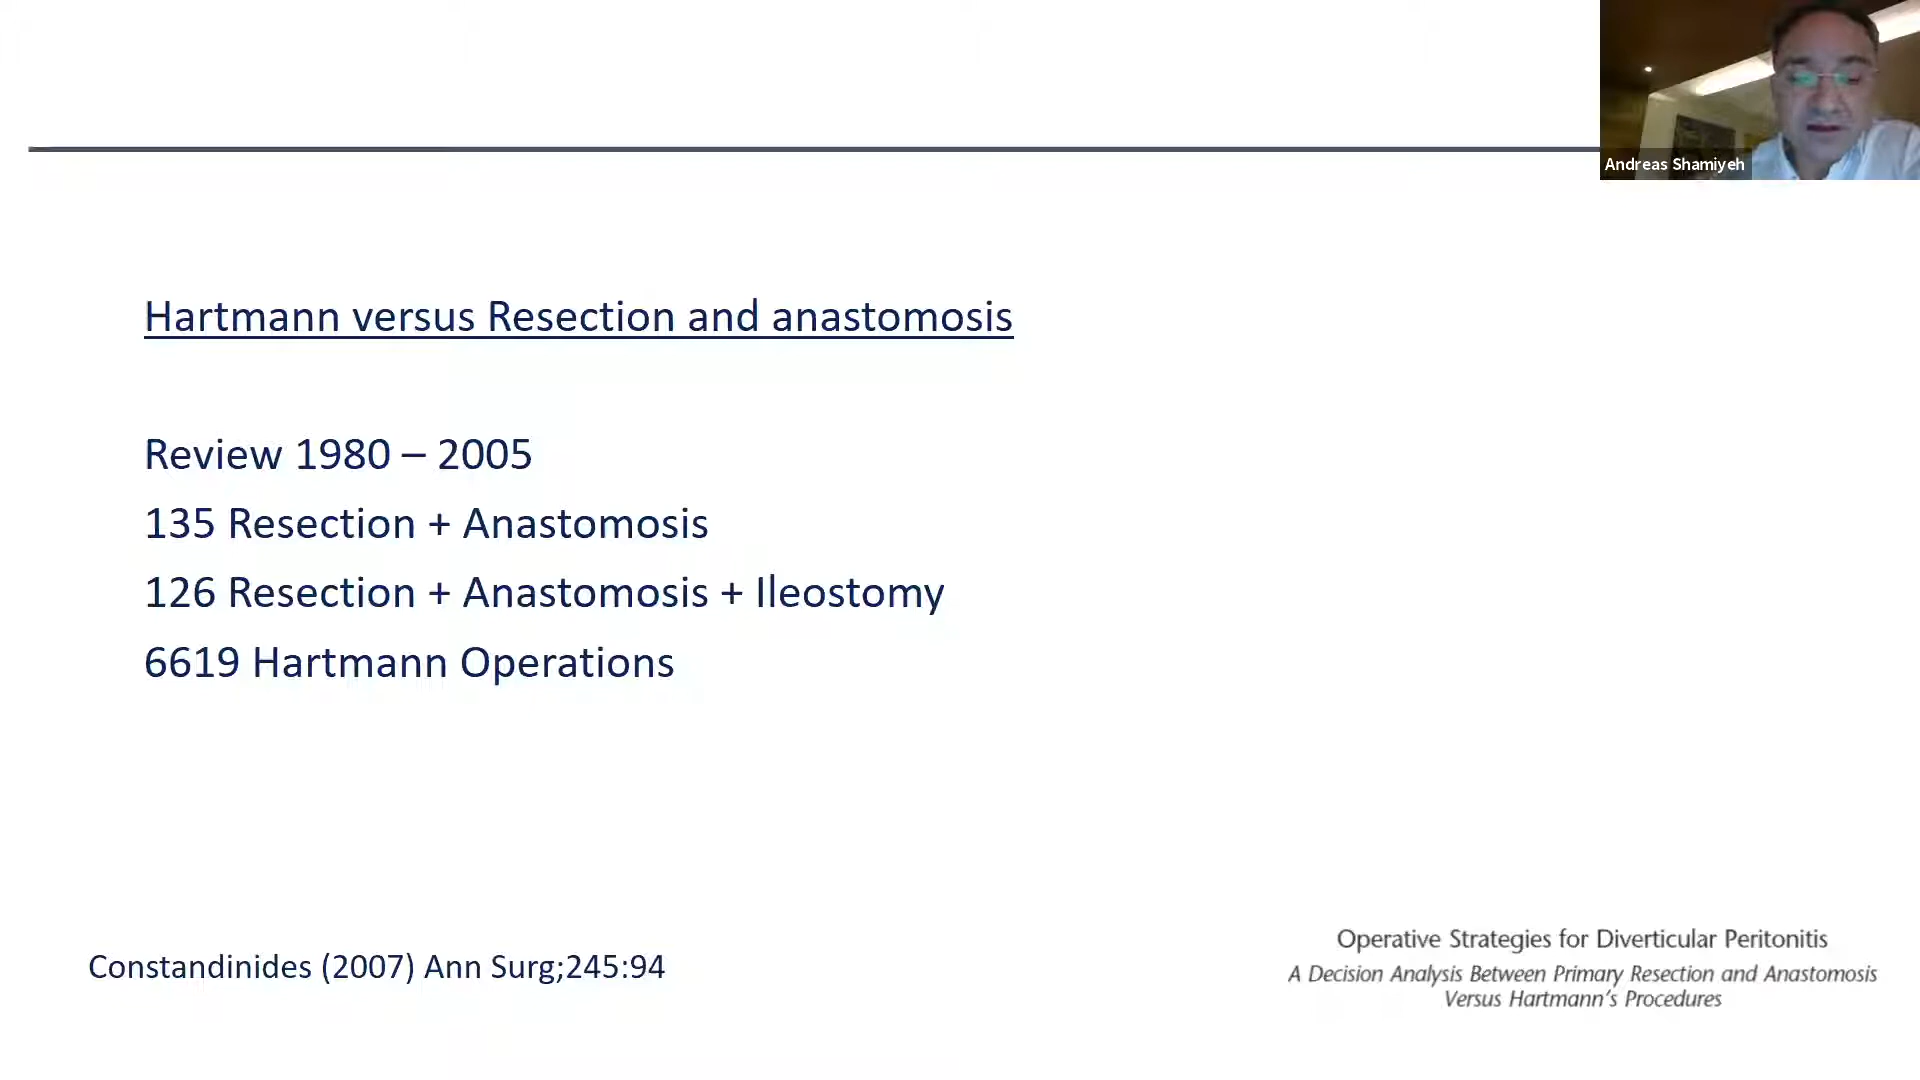 Andreas Shamiyeh
Hartmann versus Resection and anastomosis
Review 1980 – 2005
135 Resection + Anastomosis
126 Resection + Anastomosis + Ileostomy
6619 Hartmann Operations
Constandinides (2007) Ann Surg;245:94
Operative Strategies for Diverticular Peritonitis
A Decision Analysis Between Primary Resection and Anastomosis
Versus Hartmann's Procedures